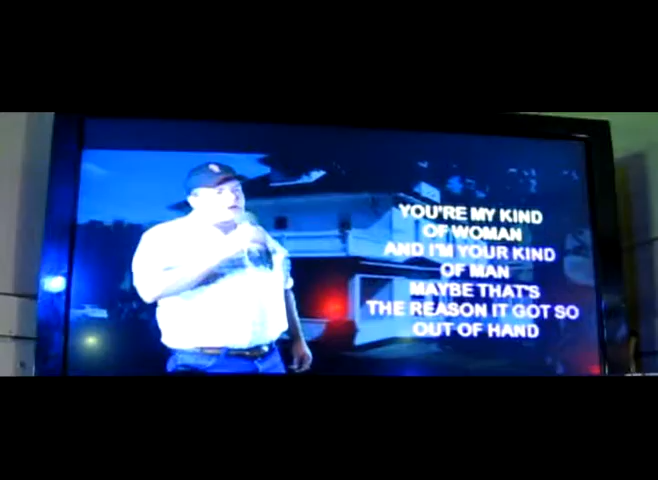 YOU'RE MY KIND
OF WOMAN
AND I'M YOUR KIND
OF MAN
MAYBE THAT'S
THE REASON IT GOT SO
OUT OF HAND